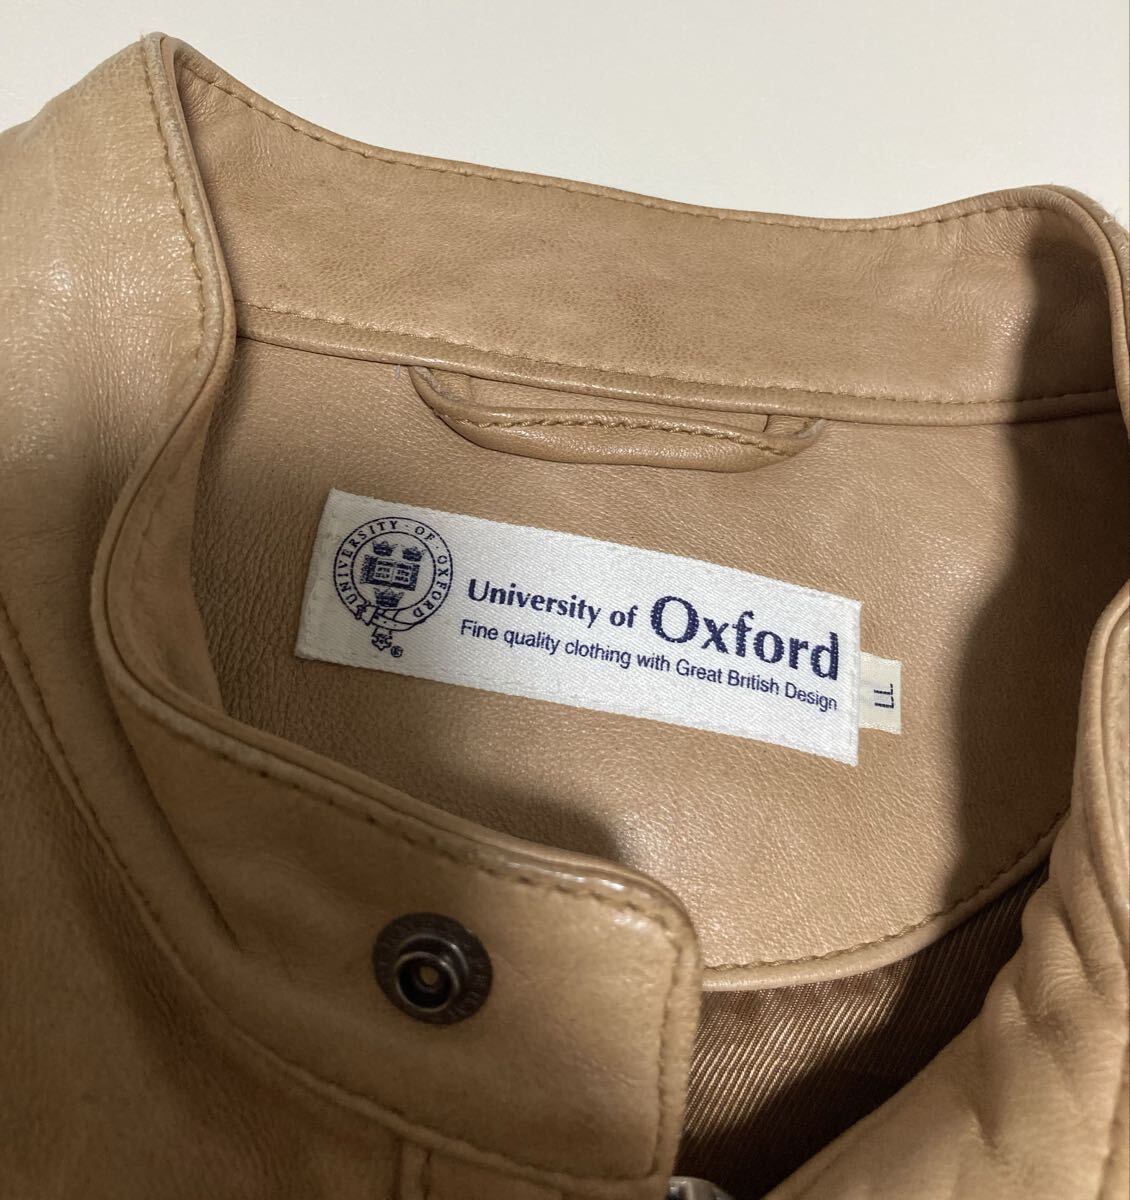 UNIVERSITY · OF · OXFORD
University of Oxford
Fine quality clothing with Great British Design
LL